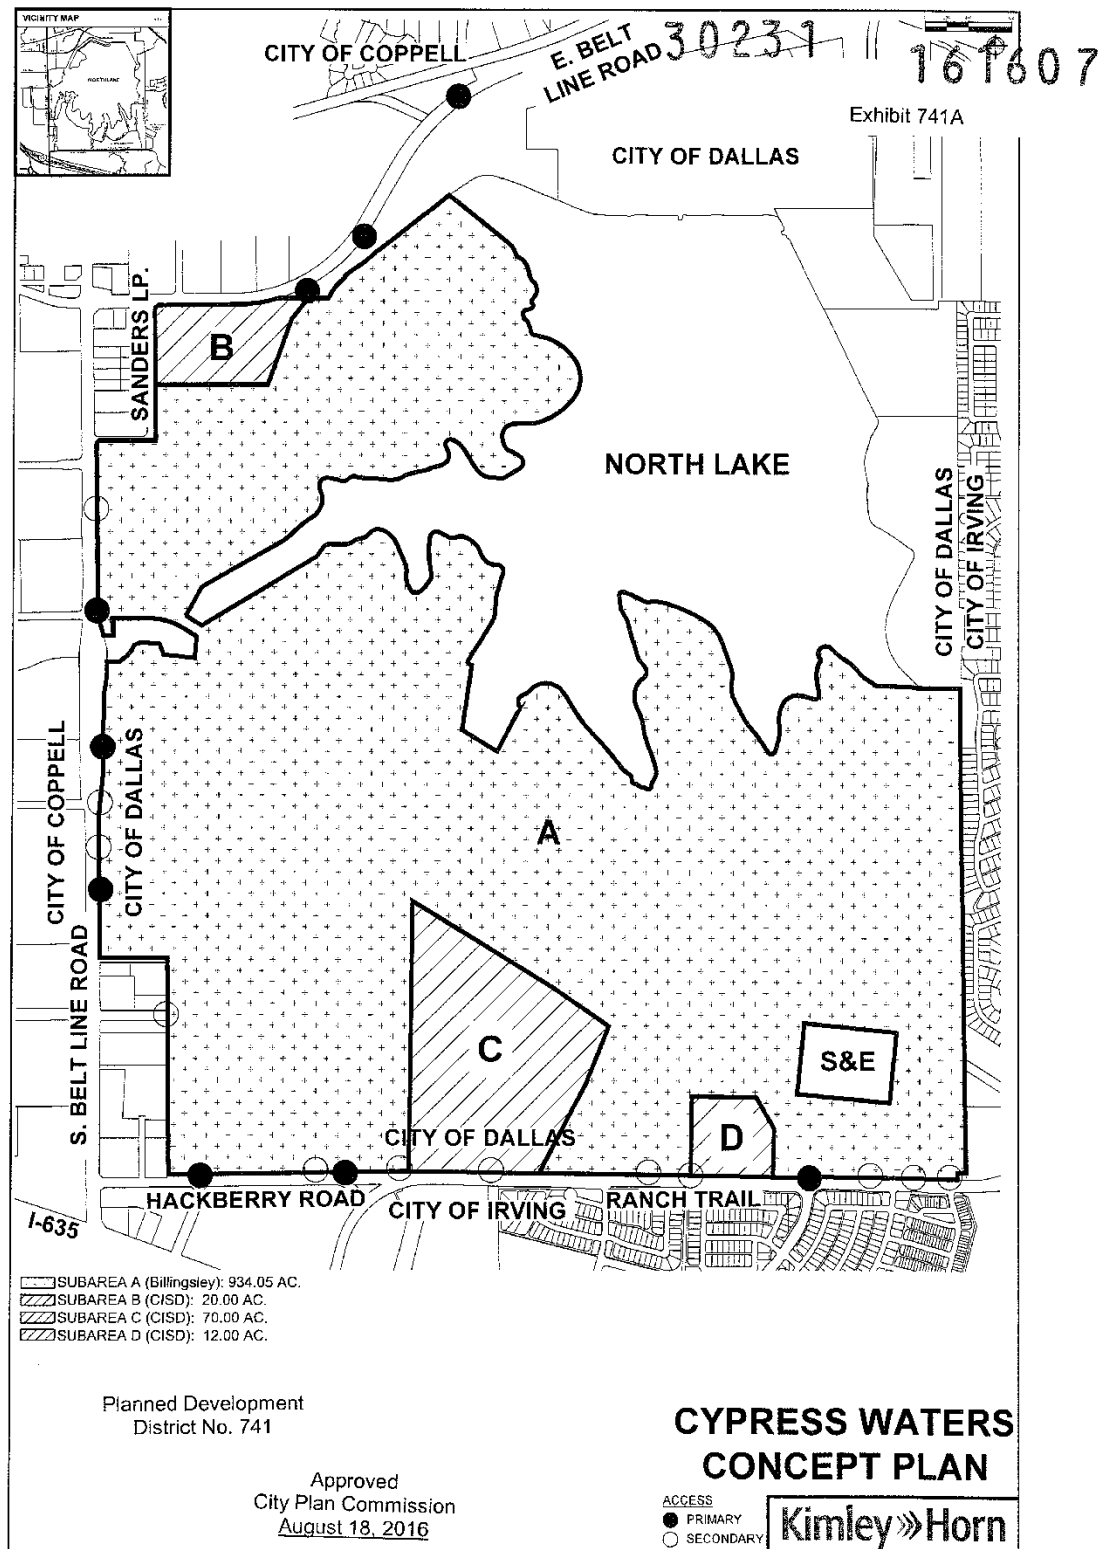 VICINITY MAP
NORTH LAKE
CITY OF COPPELL
E. BELT
LINE ROAD
30231
161607
Exhibit 741A
CITY OF DALLAS
SANDERS LP.
B
NORTH LAKE
CITY OF DALLAS
CITY OF IRVING
CITY OF COPPELL
CITY OF DALLAS
A
S. BELT LINE ROAD
C
S&E
D
CITY OF DALLAS
HACKBERRY ROAD
CITY OF IRVING
RANCH TRAIL
I-635
SUBAREA A (Billingsley): 934.05 AC.
SUBAREA B (CISD): 20.00 AC.
SUBAREA C (CISD): 70.00 AC.
SUBAREA D (CISD): 12.00 AC.
Planned Development
District No. 741
Approved
City Plan Commission
August 18, 2016
CYPRESS WATERS
CONCEPT PLAN
ACCESS
PRIMARY
SECONDARY
Kimley»Horn